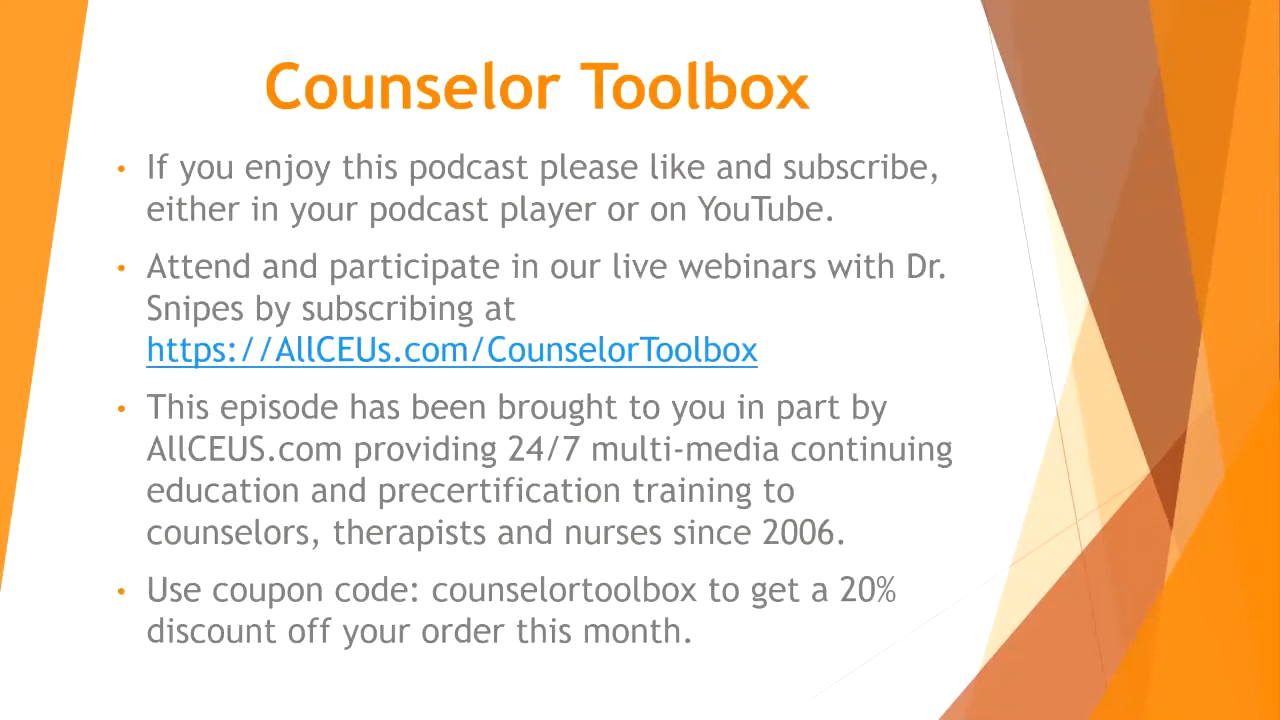 Counselor Toolbox
• If you enjoy this podcast please like and subscribe,
either in your podcast player or on YouTube.
• Attend and participate in our live webinars with Dr.
Snipes by subscribing at
https://AllCEUs.com/CounselorToolbox
• This episode has been brought to you in part by
AllCEUS.com providing 24/7 multi-media continuing
education and precertification training to
counselors, therapists and nurses since 2006.
• Use coupon code: counselortoolbox to get a 20%
discount off your order this month.